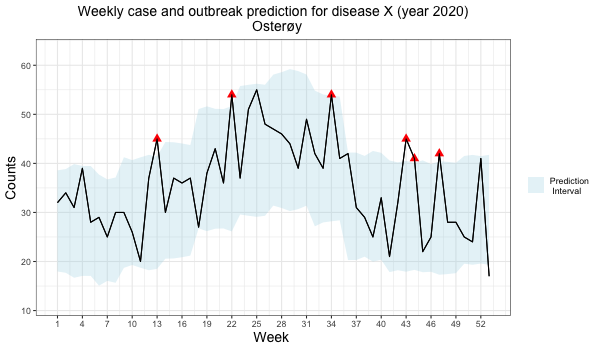 Weekly case and outbreak prediction for disease X (year 2020)
Osterøy
Counts
60
50
40
30
20
10
1 4 7 10 13 16 19 22 25 28 31 34 37 40 43 46 49 52
Week
Prediction
Interval